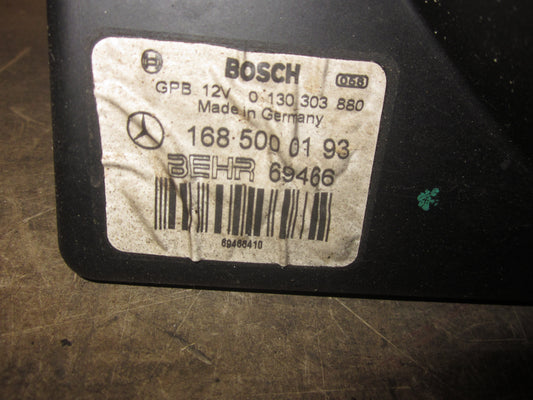 BOSCH 058
GPB 12V 0 130 303 880
Made in Germany
168 500 01 93
BEHR 69466
69466410